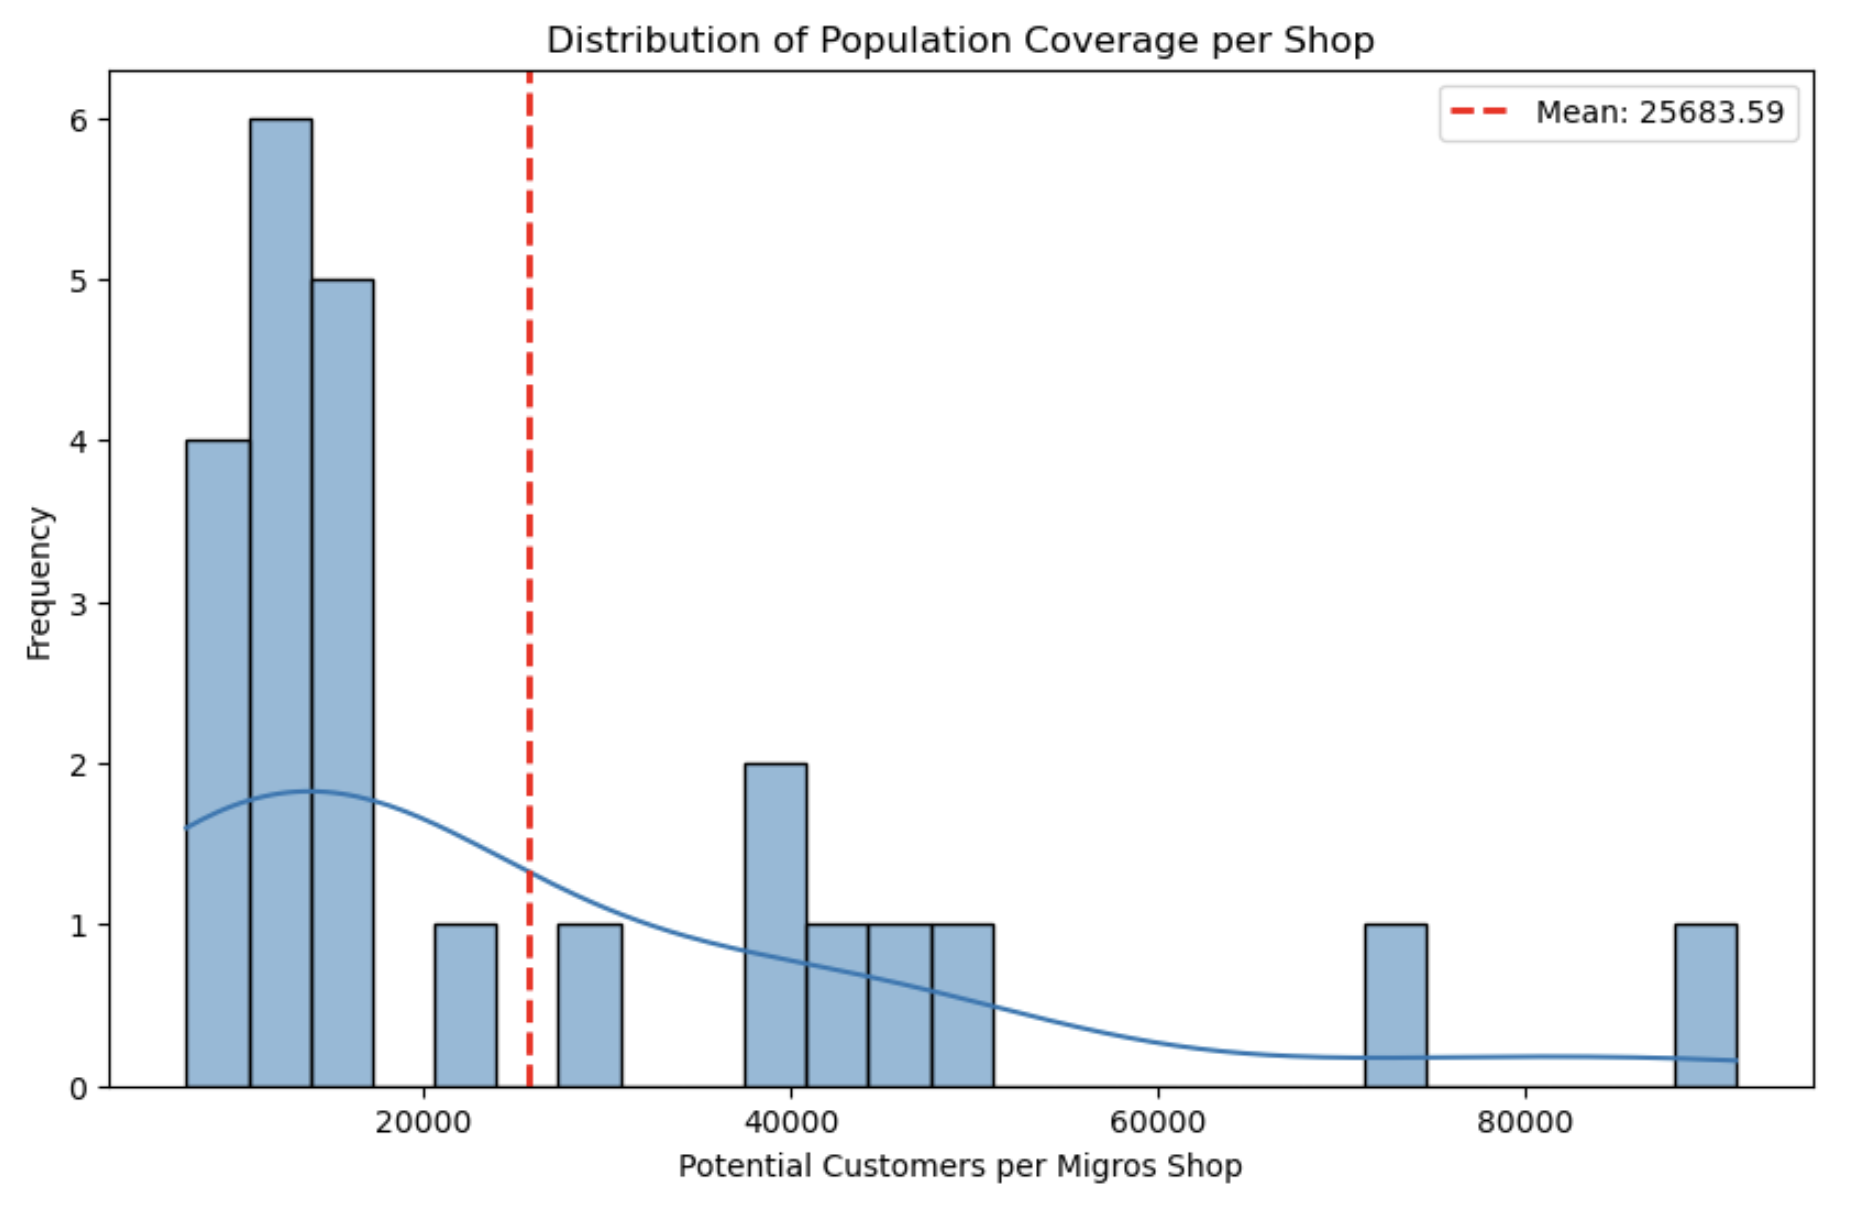 Distribution of Population Coverage per Shop
Mean: 25683.59
6
5
4
3
2
1
0
Frequency
20000 40000 60000 80000
Potential Customers per Migros Shop